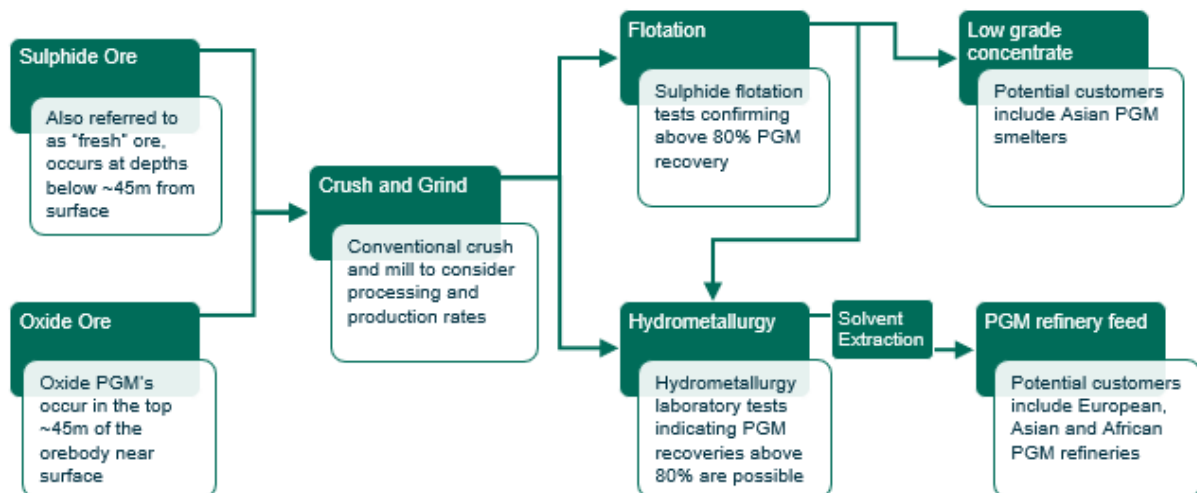 Sulphide Ore
Also referred to
as "fresh" ore,
occurs at depths
below ~45m from
surface
Oxide Ore
Oxide PGM's
occur in the top
~45m of the
orebody near
surface
Crush and Grind
Conventional crush
and mill to consider
processing and
production rates
Flotation
Sulphide flotation
tests confirming
above 80% PGM
recovery
Low grade
concentrate
Potential customers
include Asian PGM
smelters
Hydrometallurgy
Hydrometallurgy
laboratory tests
indicating PGM
recoveries above
80% are possible
Solvent
Extraction
PGM refinery feed
Potential customers
include European,
Asian and African
PGM refineries